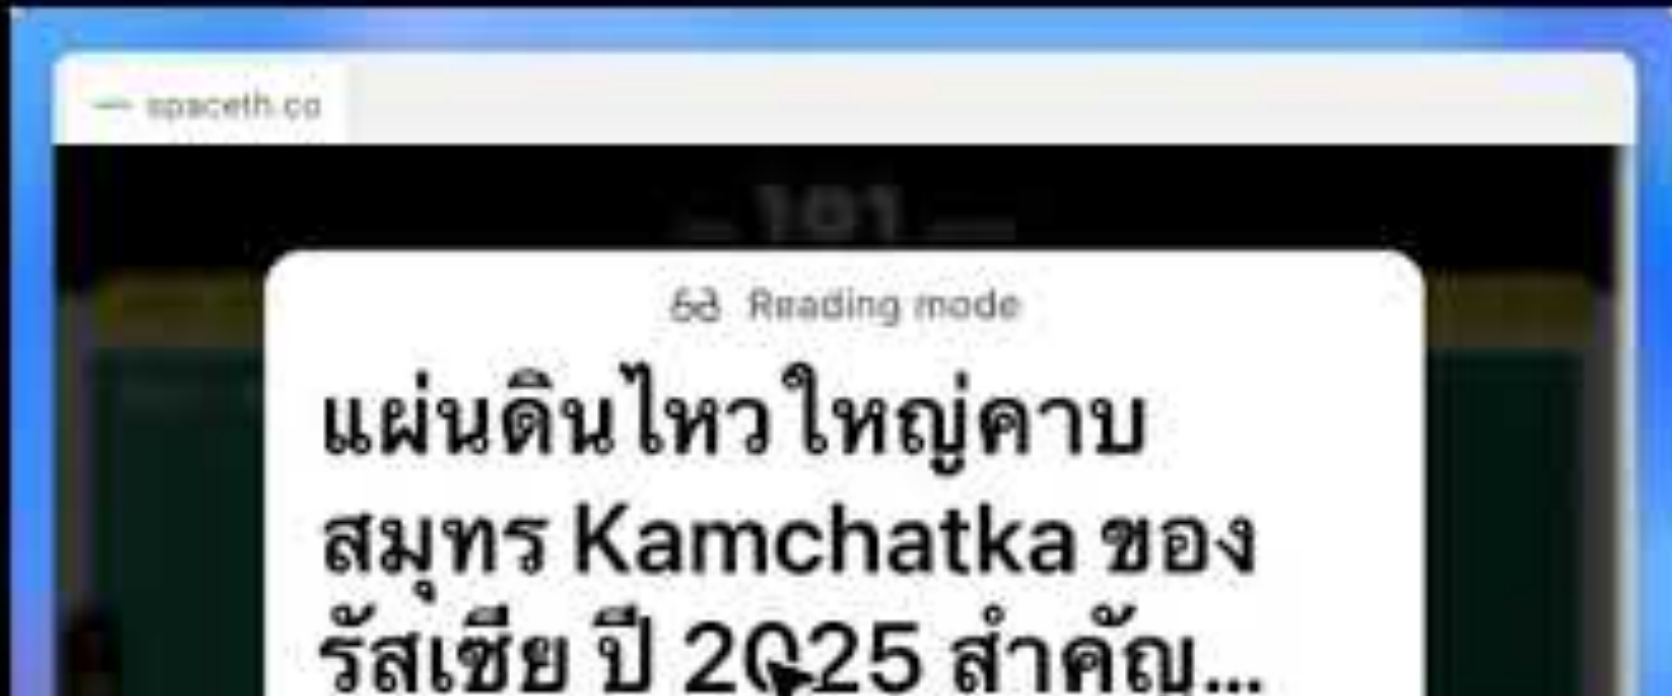 spaceth.co
101
Reading mode
แผ่นดินไหวใหญ่คาบ
สมุทร Kamchatka ของ
รัสเซีย ปี 2025 สำคัญ...